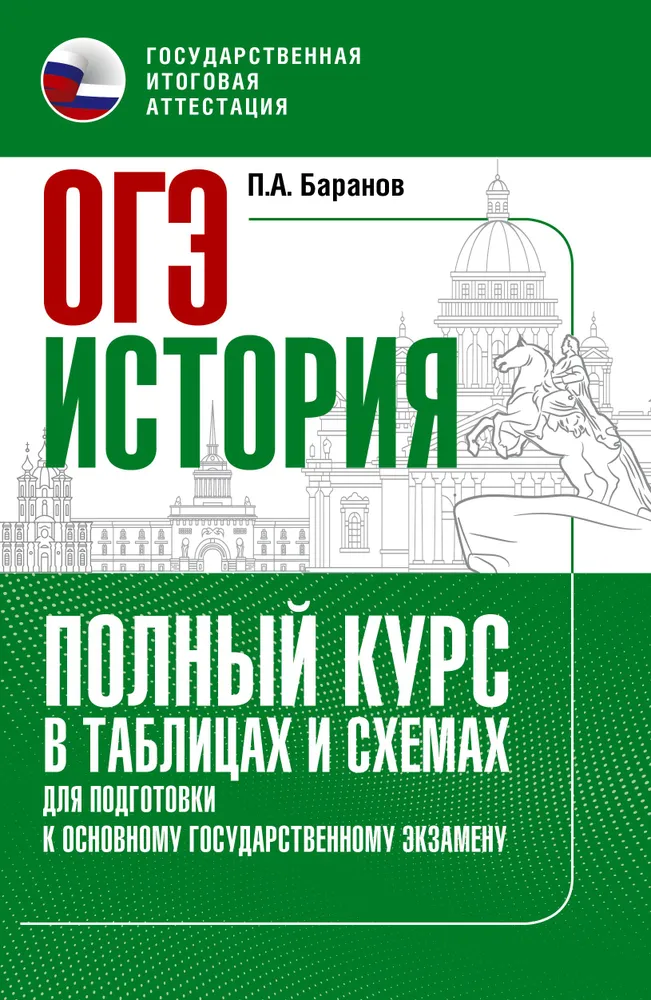 ГОСУДАРСТВЕННАЯ
ИТОГОВАЯ
АТТЕСТАЦИЯ
П.А. Баранов
ОГЭ
ИСТОРИЯ
ПОЛНЫЙ КУРС
В ТАБЛИЦАХ И СХЕМАХ
ДЛЯ ПОДГОТОВКИ
К ОСНОВНОМУ ГОСУДАРСТВЕННОМУ ЭКЗАМЕНУ